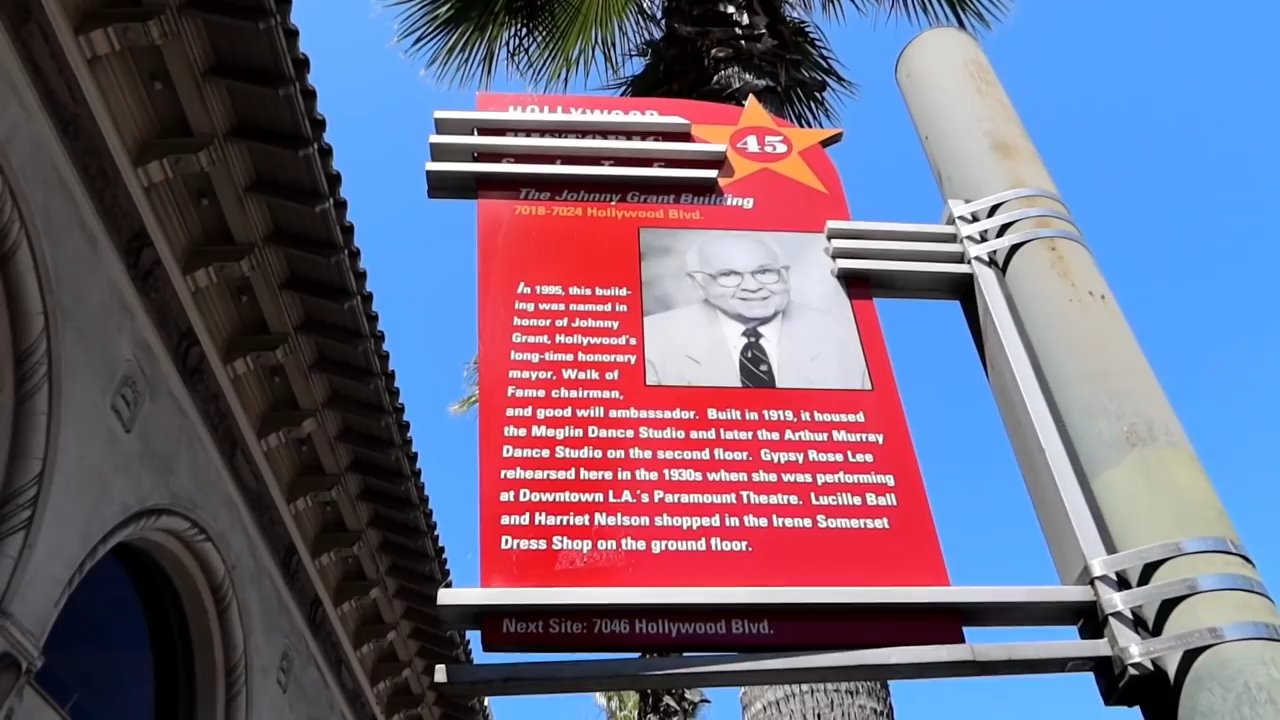 HOLLYWOOD
HISTORIC
45
The Johnny Grant Building
7018-7024 Hollywood Blvd.
In 1995, this build-
ing was named in
honor of Johnny
Grant, Hollywood's
long-time honorary
mayor, Walk of
Fame chairman,
and good will ambassador. Built in 1919, it housed
the Meglin Dance Studio and later the Arthur Murray
Dance Studio on the second floor. Gypsy Rose Lee
rehearsed here in the 1930s when she was performing
at Downtown L.A.'s Paramount Theatre. Lucille Ball
and Harriet Nelson shopped in the Irene Somerset
Dress Shop on the ground floor.
Next Site: 7046 Hollywood Blvd.